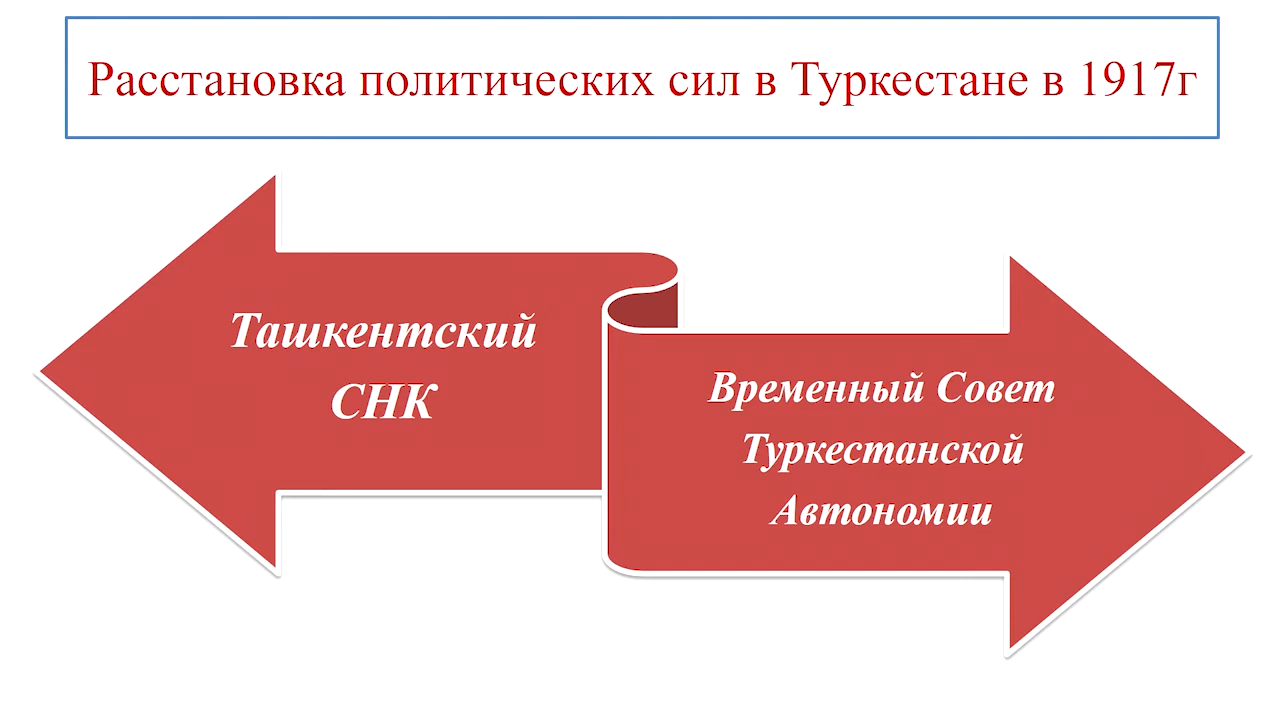 Расстановка политических сил в Туркестане в 1917г
Ташкентский
СНК
Временный Совет
Туркестанской
Автономии